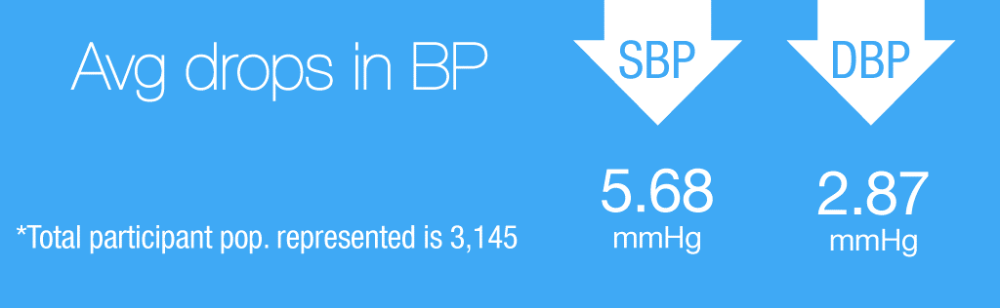 Avg drops in BP
SBP
DBP
5.68
mmHg
2.87
mmHg
*Total participant pop. represented is 3,145